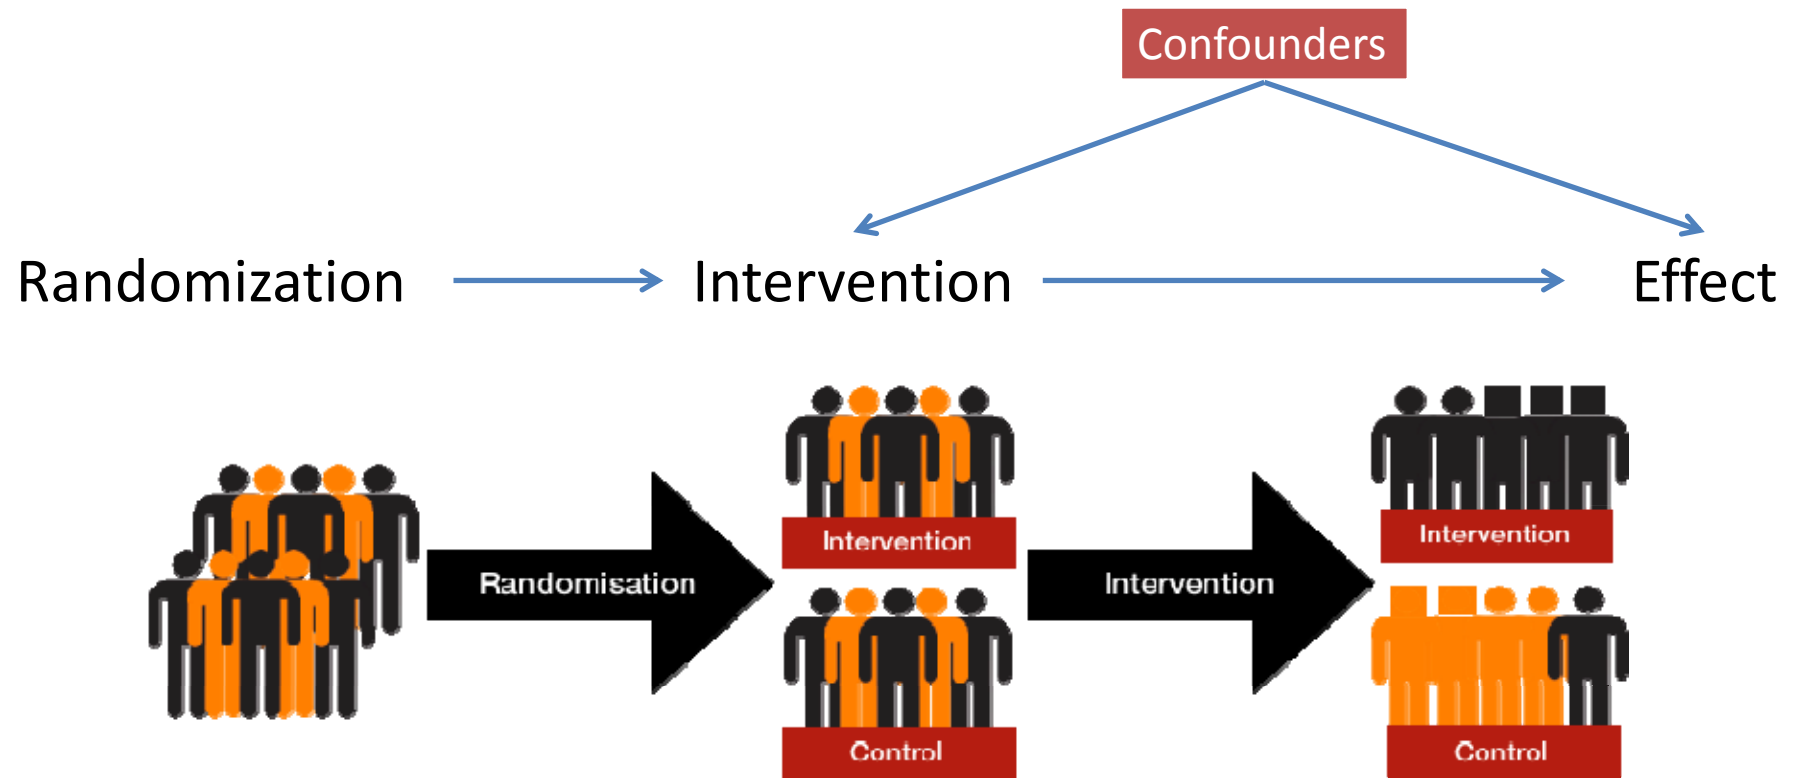 Confounders
Randomization
Intervention
Effect
Intervention
Intervention
Randomisation
Intervention
Control
Control